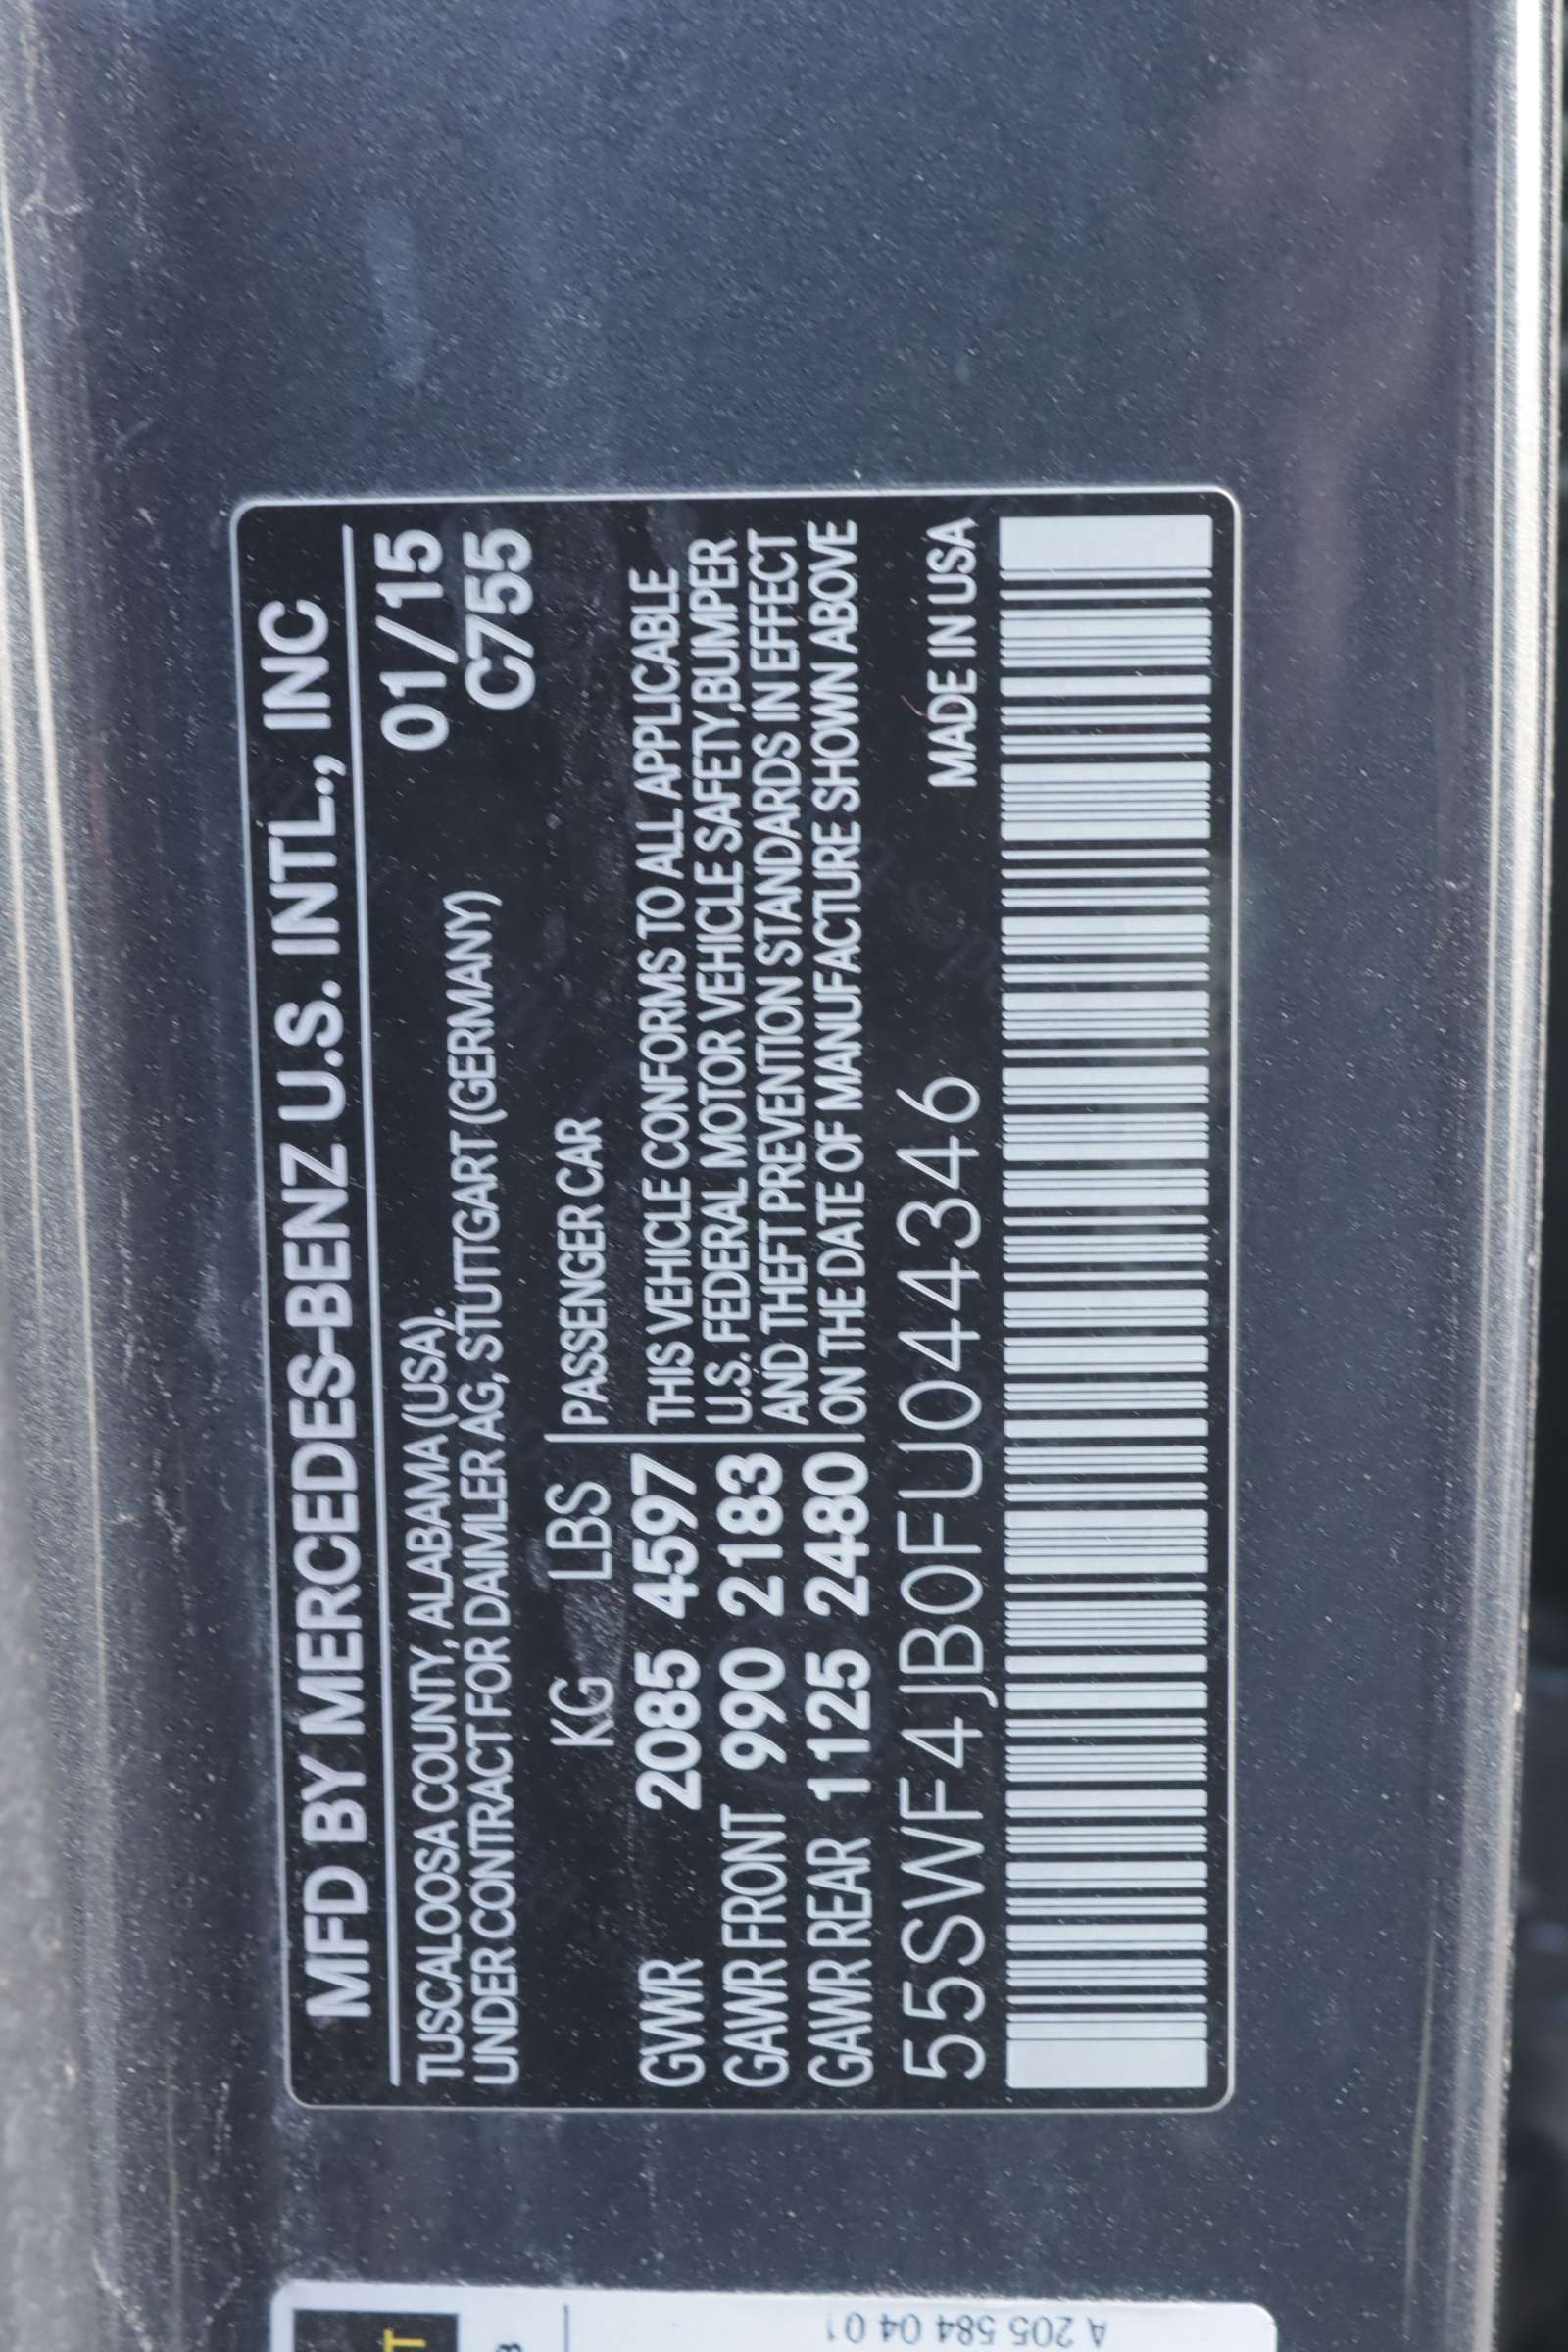 MFD BY MERCEDES-BENZ U.S. INTL., INC
TUSCALOOSA COUNTY, ALABAMA (USA). 01/15
UNDER CONTRACT FOR DAIMLER AG, STUTTGART (GERMANY) C755
KG LBS PASSENGER CAR
GVWR 2085 4597 THIS VEHICLE CONFORMS TO ALL APPLICABLE
U.S. FEDERAL MOTOR VEHICLE SAFETY,BUMPER
GAWR FRONT 990 2183 AND THEFT PREVENTION STANDARDS IN EFFECT
GAWR REAR 1125 2480 ON THE DATE OF MANUFACTURE SHOWN ABOVE.
55SWF4JB0FU044346 MADE IN USA
A 205 584 04 01